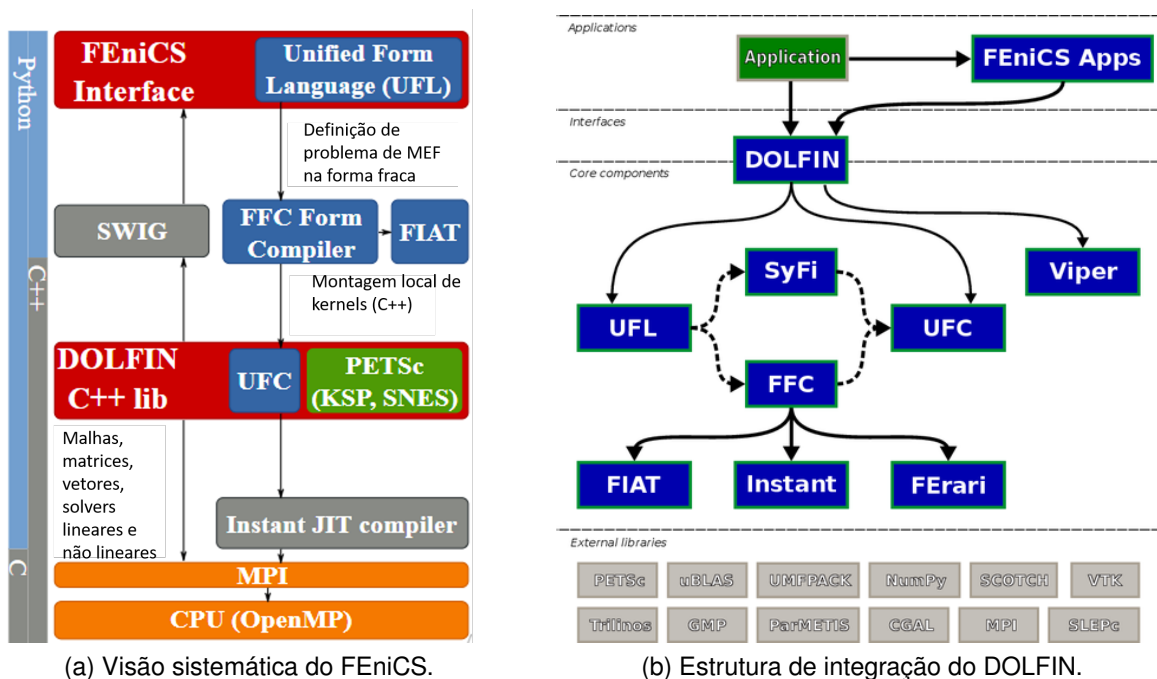 Python
C++
C
FEniCS
Interface
Unified Form
Language (UFL)
Definição de
problema de MEF
na forma fraca
SWIG
FFC Form
Compiler
FIAT
Montagem local de
kernels (C++)
DOLFIN
C++ lib
UFC
PETSc
(KSP, SNES)
Malhas,
matrices,
vetores,
solvers
lineares e
não lineares
Instant JIT compiler
MPI
CPU (OpenMP)
(a) Visão sistemática do FEniCS.
Applications
Application
FEniCS Apps
Interfaces
DOLFIN
Core components
SyFi
Viper
UFL
UFC
FFC
FIAT
Instant
FErari
External libraries
PETSc
uBLAS
UMFPACK
NumPy
SCOTCH
VTK
Trilinos
GMP
ParMETIS
CGAL
MPI
SLEPc
(b) Estrutura de integração do DOLFIN.